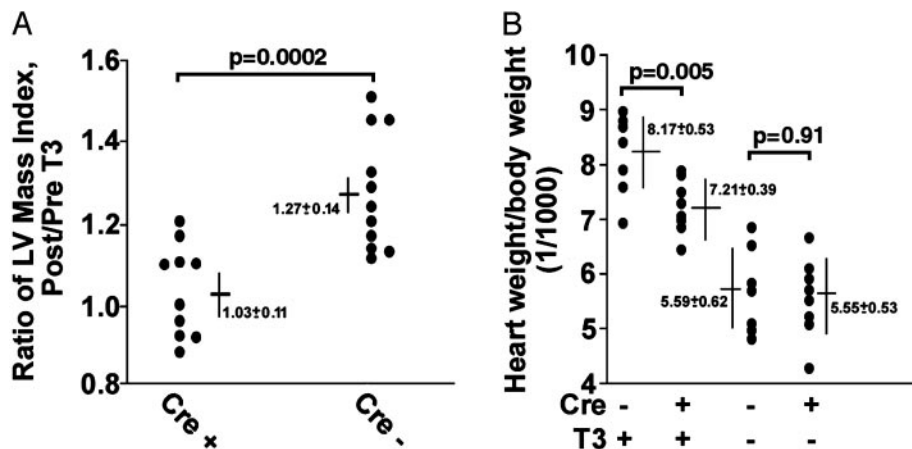 A
Ratio of LV Mass Index,
Post/Pre T3
1.6
1.4
1.2
1.0
0.8
p=0.0002
1.27±0.14
1.03±0.11
Cre +
Cre -
B
Heart weight/body weight
(1/1000)
10
9
8
7
6
5
4
p=0.005
8.17±0.53
p=0.91
7.21±0.39
5.59±0.62
5.55±0.53
Cre - + - +
T3 + + - -